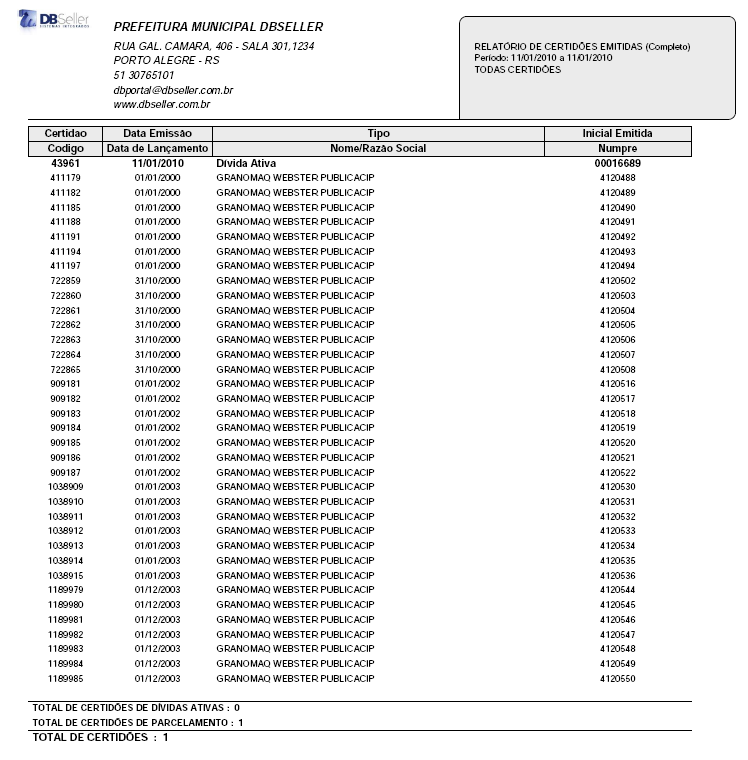 DBSeller
SISTEMAS INTEGRADOS
PREFEITURA MUNICIPAL DBSELLER
RUA GAL. CAMARA, 406 - SALA 301,1234
PORTO ALEGRE - RS
51 30765101
dbportal@dbseller.com.br
www.dbseller.com.br
RELATÓRIO DE CERTIDÕES EMITIDAS (Completo)
Período: 11/01/2010 a 11/01/2010
TODAS CERTIDÕES
Certidao Data Emissão Tipo Inicial Emitida
Codigo Data de Lançamento Nome/Razão Social Numpre
43961 11/01/2010 Dívida Ativa 00016689
411179 01/01/2000 GRANOMAQ WEBSTER PUBLICACIP 4120488
411182 01/01/2000 GRANOMAQ WEBSTER PUBLICACIP 4120489
411185 01/01/2000 GRANOMAQ WEBSTER PUBLICACIP 4120490
411188 01/01/2000 GRANOMAQ WEBSTER PUBLICACIP 4120491
411191 01/01/2000 GRANOMAQ WEBSTER PUBLICACIP 4120492
411194 01/01/2000 GRANOMAQ WEBSTER PUBLICACIP 4120493
411197 01/01/2000 GRANOMAQ WEBSTER PUBLICACIP 4120494
722859 31/10/2000 GRANOMAQ WEBSTER PUBLICACIP 4120502
722860 31/10/2000 GRANOMAQ WEBSTER PUBLICACIP 4120503
722861 31/10/2000 GRANOMAQ WEBSTER PUBLICACIP 4120504
722862 31/10/2000 GRANOMAQ WEBSTER PUBLICACIP 4120505
722863 31/10/2000 GRANOMAQ WEBSTER PUBLICACIP 4120506
722864 31/10/2000 GRANOMAQ WEBSTER PUBLICACIP 4120507
722865 31/10/2000 GRANOMAQ WEBSTER PUBLICACIP 4120508
909181 01/01/2002 GRANOMAQ WEBSTER PUBLICACIP 4120516
909182 01/01/2002 GRANOMAQ WEBSTER PUBLICACIP 4120517
909183 01/01/2002 GRANOMAQ WEBSTER PUBLICACIP 4120518
909184 01/01/2002 GRANOMAQ WEBSTER PUBLICACIP 4120519
909185 01/01/2002 GRANOMAQ WEBSTER PUBLICACIP 4120520
909186 01/01/2002 GRANOMAQ WEBSTER PUBLICACIP 4120521
909187 01/01/2002 GRANOMAQ WEBSTER PUBLICACIP 4120522
1038909 01/01/2003 GRANOMAQ WEBSTER PUBLICACIP 4120530
1038910 01/01/2003 GRANOMAQ WEBSTER PUBLICACIP 4120531
1038911 01/01/2003 GRANOMAQ WEBSTER PUBLICACIP 4120532
1038912 01/01/2003 GRANOMAQ WEBSTER PUBLICACIP 4120533
1038913 01/01/2003 GRANOMAQ WEBSTER PUBLICACIP 4120534
1038914 01/01/2003 GRANOMAQ WEBSTER PUBLICACIP 4120535
1038915 01/01/2003 GRANOMAQ WEBSTER PUBLICACIP 4120536
1189979 01/12/2003 GRANOMAQ WEBSTER PUBLICACIP 4120544
1189980 01/12/2003 GRANOMAQ WEBSTER PUBLICACIP 4120545
1189981 01/12/2003 GRANOMAQ WEBSTER PUBLICACIP 4120546
1189982 01/12/2003 GRANOMAQ WEBSTER PUBLICACIP 4120547
1189983 01/12/2003 GRANOMAQ WEBSTER PUBLICACIP 4120548
1189984 01/12/2003 GRANOMAQ WEBSTER PUBLICACIP 4120549
1189985 01/12/2003 GRANOMAQ WEBSTER PUBLICACIP 4120550
TOTAL DE CERTIDÕES DE DÍVIDAS ATIVAS : 0
TOTAL DE CERTIDÕES DE PARCELAMENTO : 1
TOTAL DE CERTIDÕES : 1